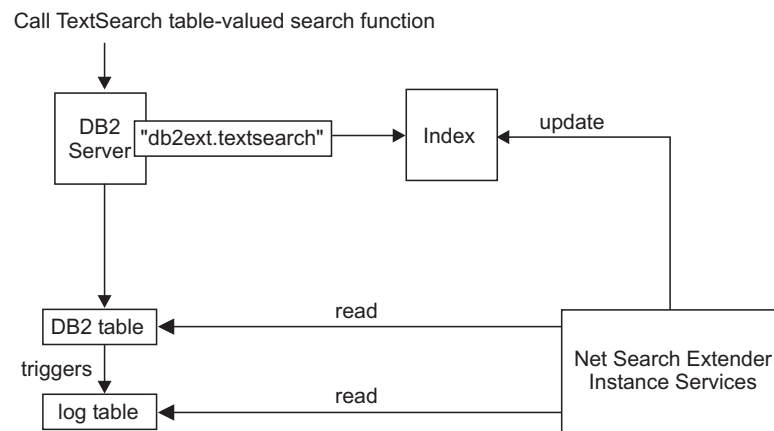 Call TextSearch table-valued search function
DB2
Server
"db2ext.textsearch"
Index
update
DB2 table
read
triggers
log table
read
Net Search Extender
Instance Services